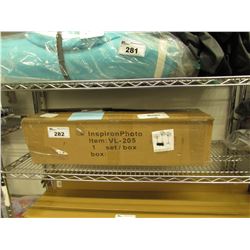 281
282
InspironPhoto
Item: VL-205
1 set/box
box: